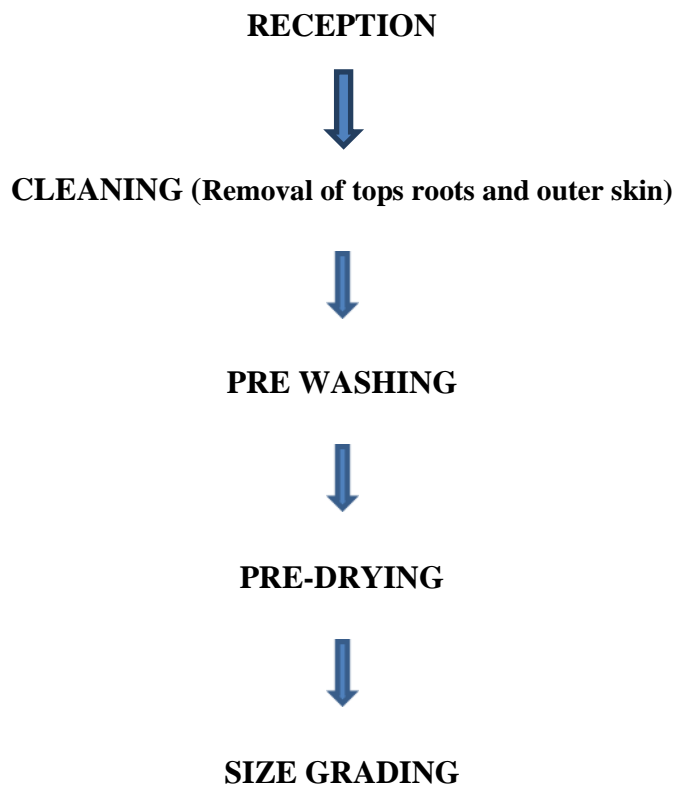 RECEPTION
CLEANING (Removal of tops roots and outer skin)
PRE WASHING
PRE-DRYING
SIZE GRADING